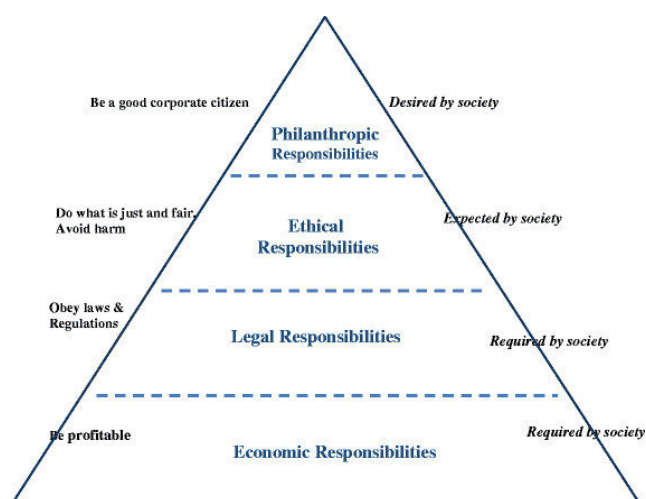 Be a good corporate citizen
Desired by society
Philanthropic
Responsibilities
Do what is just and fair,
Avoid harm
Expected by society
Ethical
Responsibilities
Obey laws &
Regulations
Legal Responsibilities
Required by society
Be profitable
Required by society
Economic Responsibilities